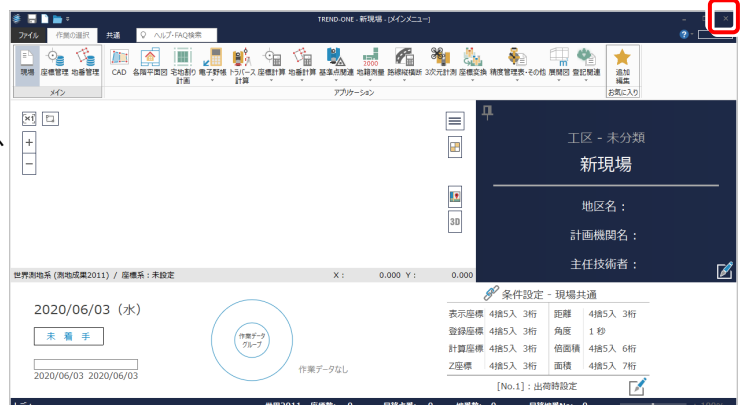 TREND-ONE - 新現場 - [メインメニュー]
ファイル 作業の選択 共通 ヘルプ・FAQ検索
現場 座標管理 地番管理 CAD 各階平面図 宅地割り計画 電子野帳 トラバース計算 座標計算 地番計算 基準点関連 地籍測量 路線縦横断 3次元計測 座標変換 精度管理表・その他 展開図 登記関連 追加編集
メイン アプリケーション お気に入り
工区 - 未分類
新現場
地区名：
計画機関名：
主任技術者：
3D
世界測地系 (測地成果2011) / 座標系：未設定 X： 0.000 Y： 0.000
2020/06/03（水）
未着手
2020/06/03 2020/06/03
作業データグループ
作業データなし
条件設定 - 現場共通
表示座標 4捨5入 3桁 距離 4捨5入 3桁
登録座標 4捨5入 3桁 角度 1 秒
計算座標 4捨5入 3桁 倍面積 4捨5入 6桁
Z座標 4捨5入 3桁 面積 4捨5入 7桁
[No.1]：出荷時設定